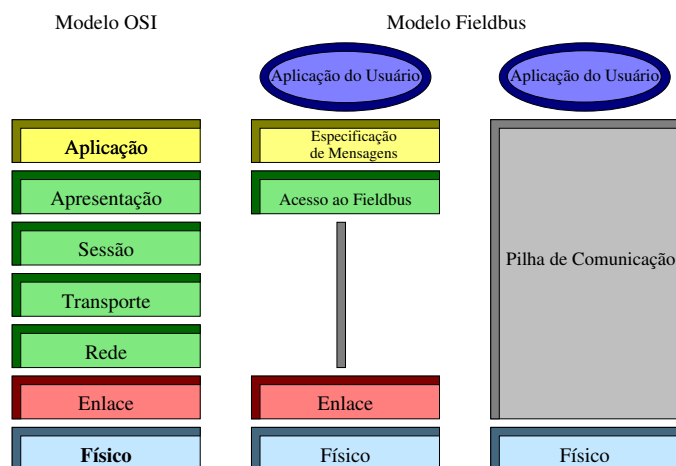 Modelo OSI
Modelo Fieldbus
Aplicação do Usuário
Aplicação do Usuário
Aplicação
Especificação
de Mensagens
Apresentação
Acesso ao Fieldbus
Sessão
Pilha de Comunicação
Transporte
Rede
Enlace
Enlace
Físico
Físico
Físico